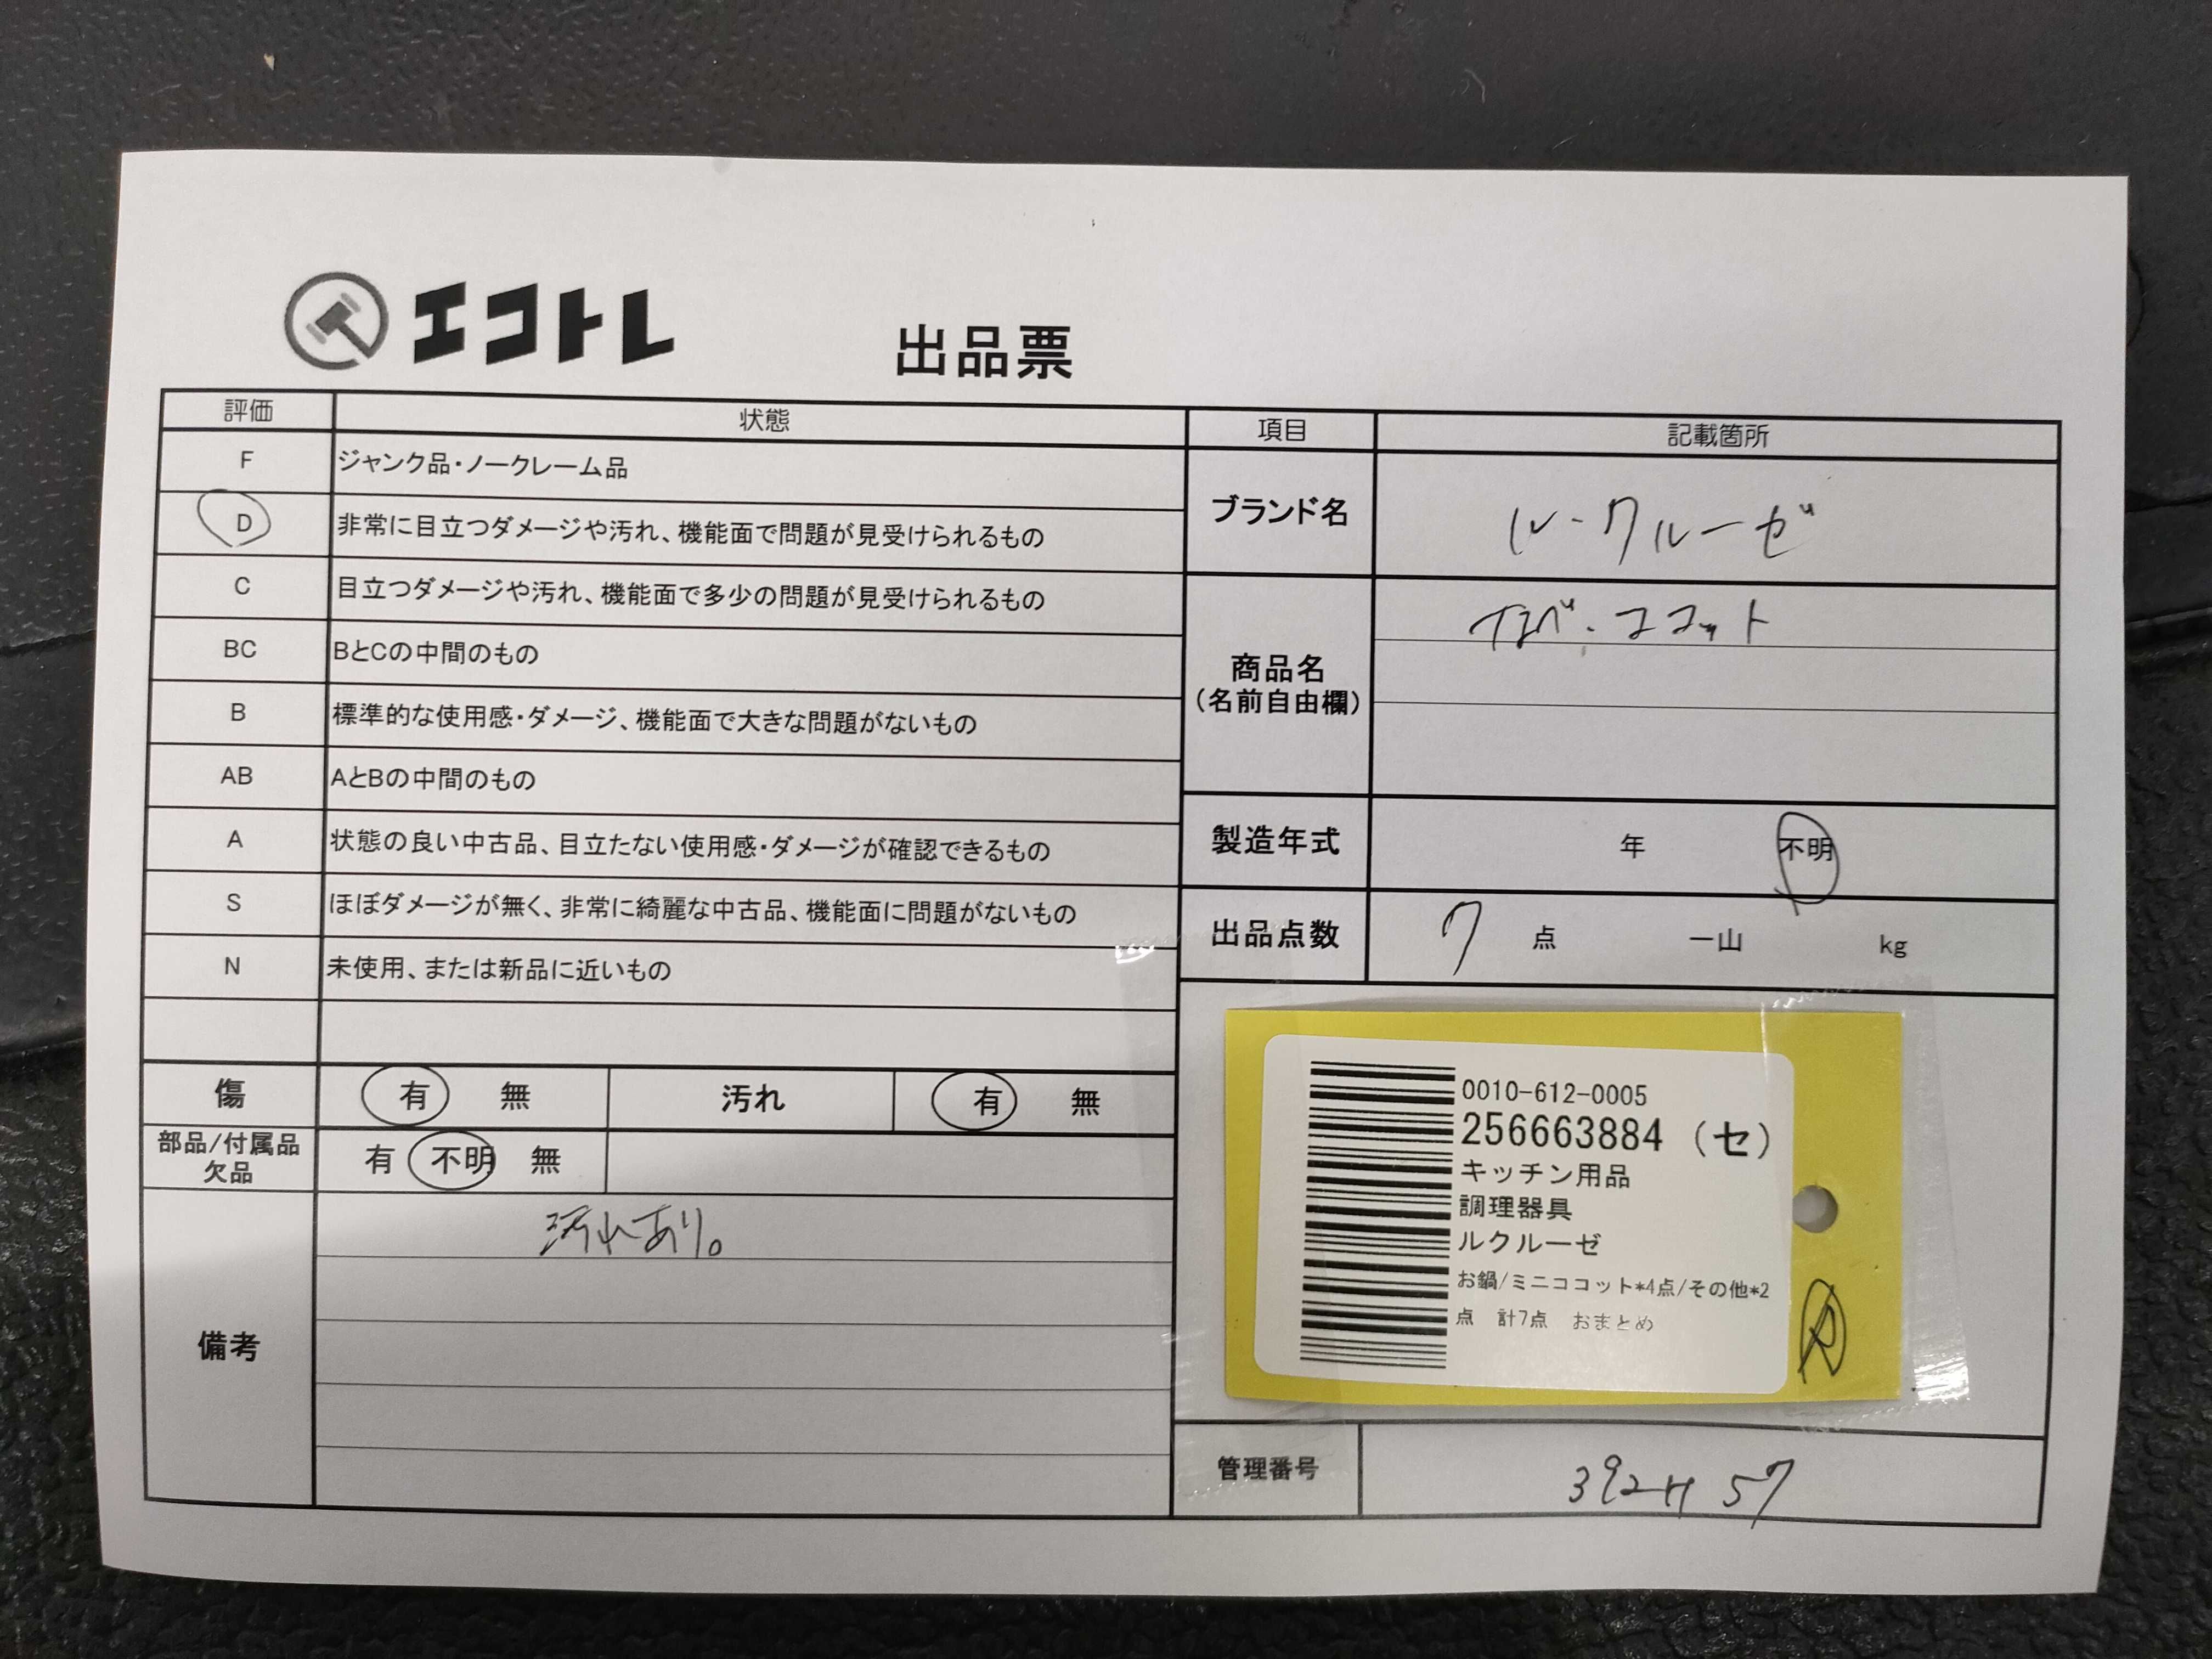 エコトレ
出品票
評価 状態
F ジャンク品・ノークレーム品
D 非常に目立つダメージや汚れ、機能面で問題が見受けられるもの
C 目立つダメージや汚れ、機能面で多少の問題が見受けられるもの
BC BとCの中間のもの
B 標準的な使用感・ダメージ、機能面で大きな問題がないもの
AB AとBの中間のもの
A 状態の良い中古品、目立たない使用感・ダメージが確認できるもの
S ほぼダメージが無く、非常に綺麗な中古品、機能面に問題がないもの
N 未使用、または新品に近いもの
傷 有 無 汚れ 有 無
部品/付属品
欠品
有 不明 無
備考
汚れあり。
項目 記載箇所
ブランド名 ル・クルーゼ
商品名
(名前自由欄)
ココット
製造年式 年 不明
出品点数 7 点 一山 kg
0010-612-0005
256663884 (セ)
キッチン用品
調理器具
ルクルーゼ
お鍋/ミニココット*4点/その他*2
点 計7点 おまとめ
管理番号 392H 57